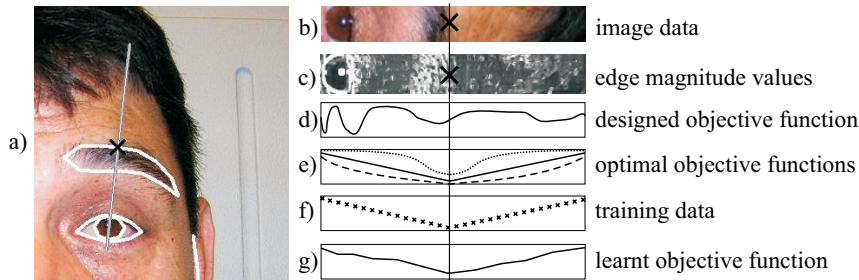 a)
b) image data
c) edge magnitude values
d) designed objective function
e) optimal objective functions
f) training data
g) learnt objective function